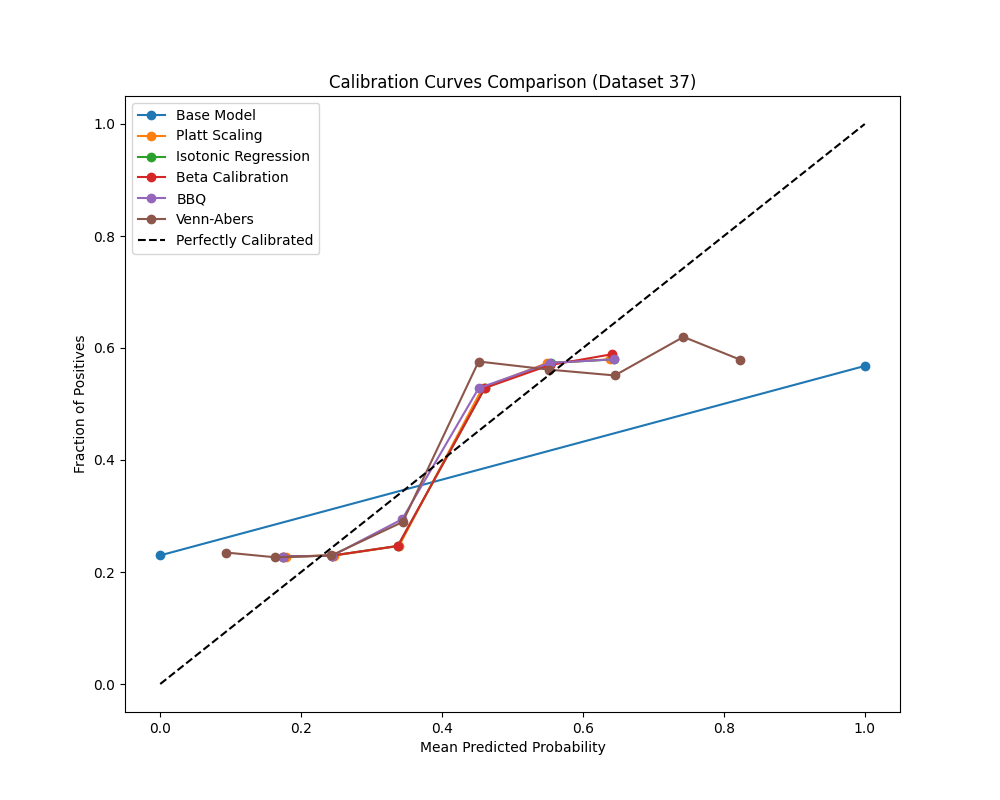 Calibration Curves Comparison (Dataset 37)
Base Model
Platt Scaling
Isotonic Regression
Beta Calibration
BBQ
Venn-Abers
Perfectly Calibrated
1.0
0.8
0.6
0.4
0.2
0.0
Fraction of Positives
0.0 0.2 0.4 0.6 0.8 1.0
Mean Predicted Probability